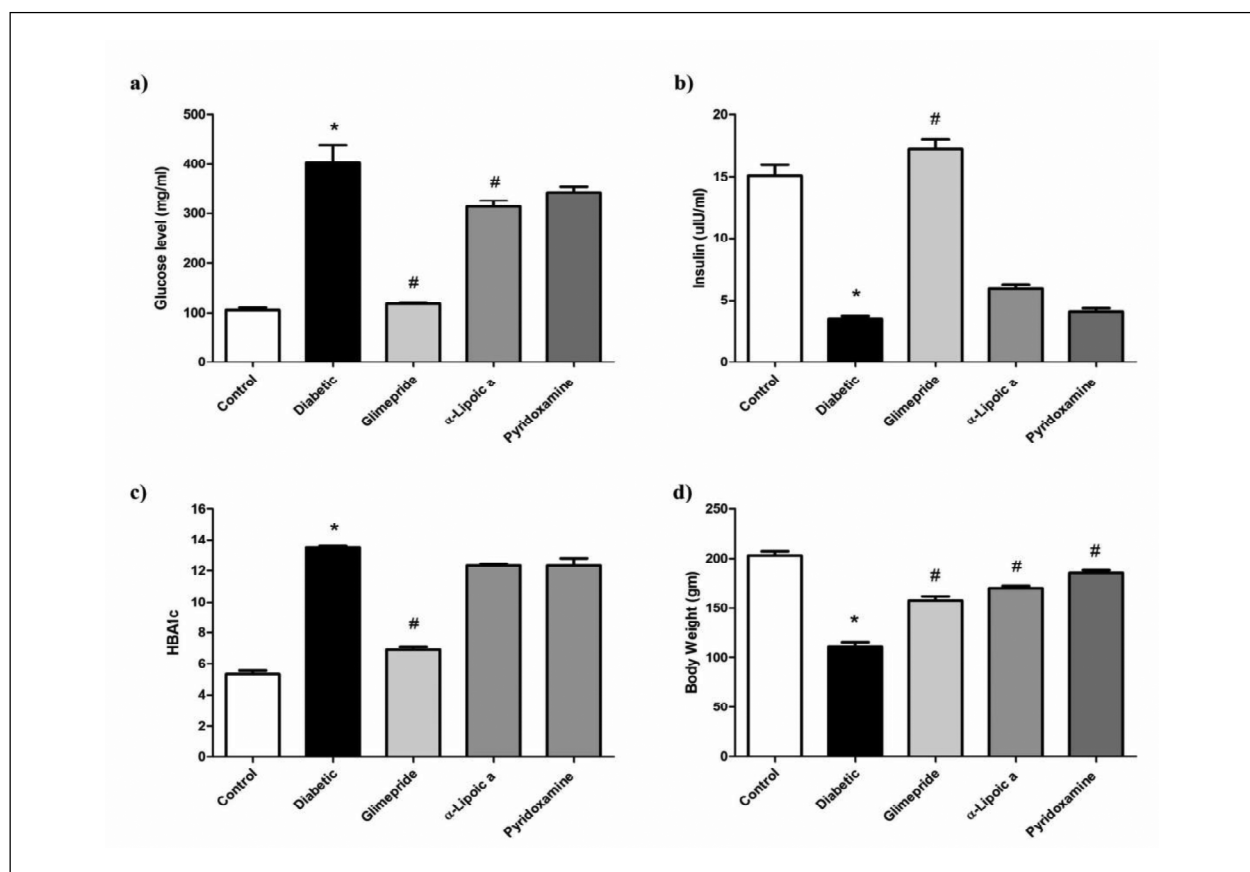 a)
Glucose level (mg/ml)
500
400
300
200
100
0
*
#
#
Control
Diabetic
Glimepride
α-Lipoic a
Pyridoxamine
b)
Insulin (uIU/ml)
20
15
10
5
0
*
#
Control
Diabetic
Glimepride
α-Lipoic a
Pyridoxamine
c)
HBAIc
16
14
12
10
8
6
4
2
0
*
#
Control
Diabetic
Glimepride
α-Lipoic a
Pyridoxamine
d)
Body Weight (gm)
250
200
150
100
50
0
*
#
#
#
Control
Diabetic
Glimepride
α-Lipoic a
Pyridoxamine